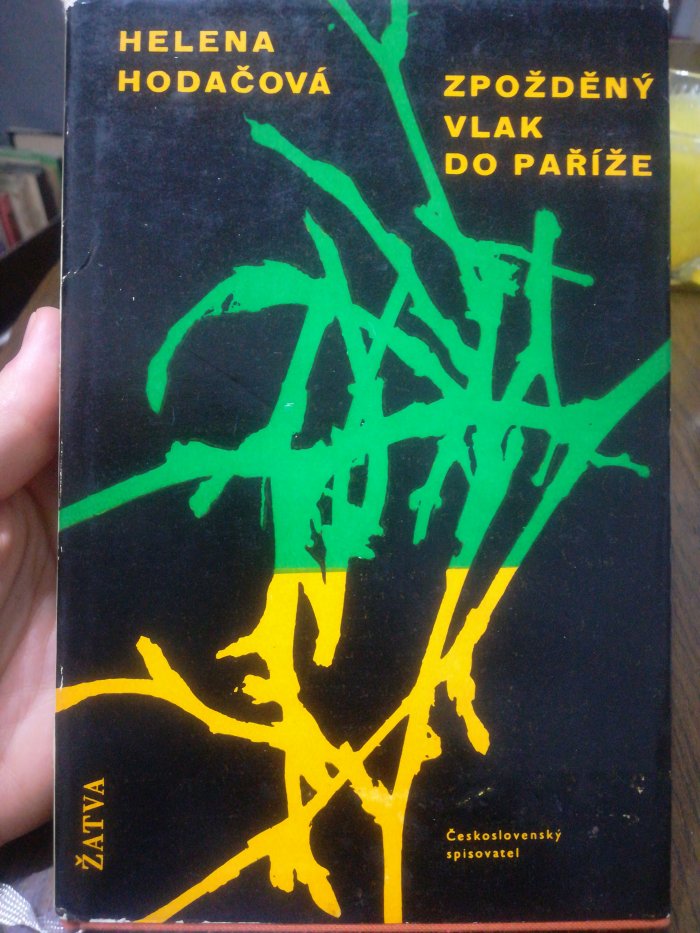 HELENA
HODAČOVÁ
ZPOŽDĚNÝ
VLAK
DO PAŘÍŽE
ŽATVA
Československý
spisovatel